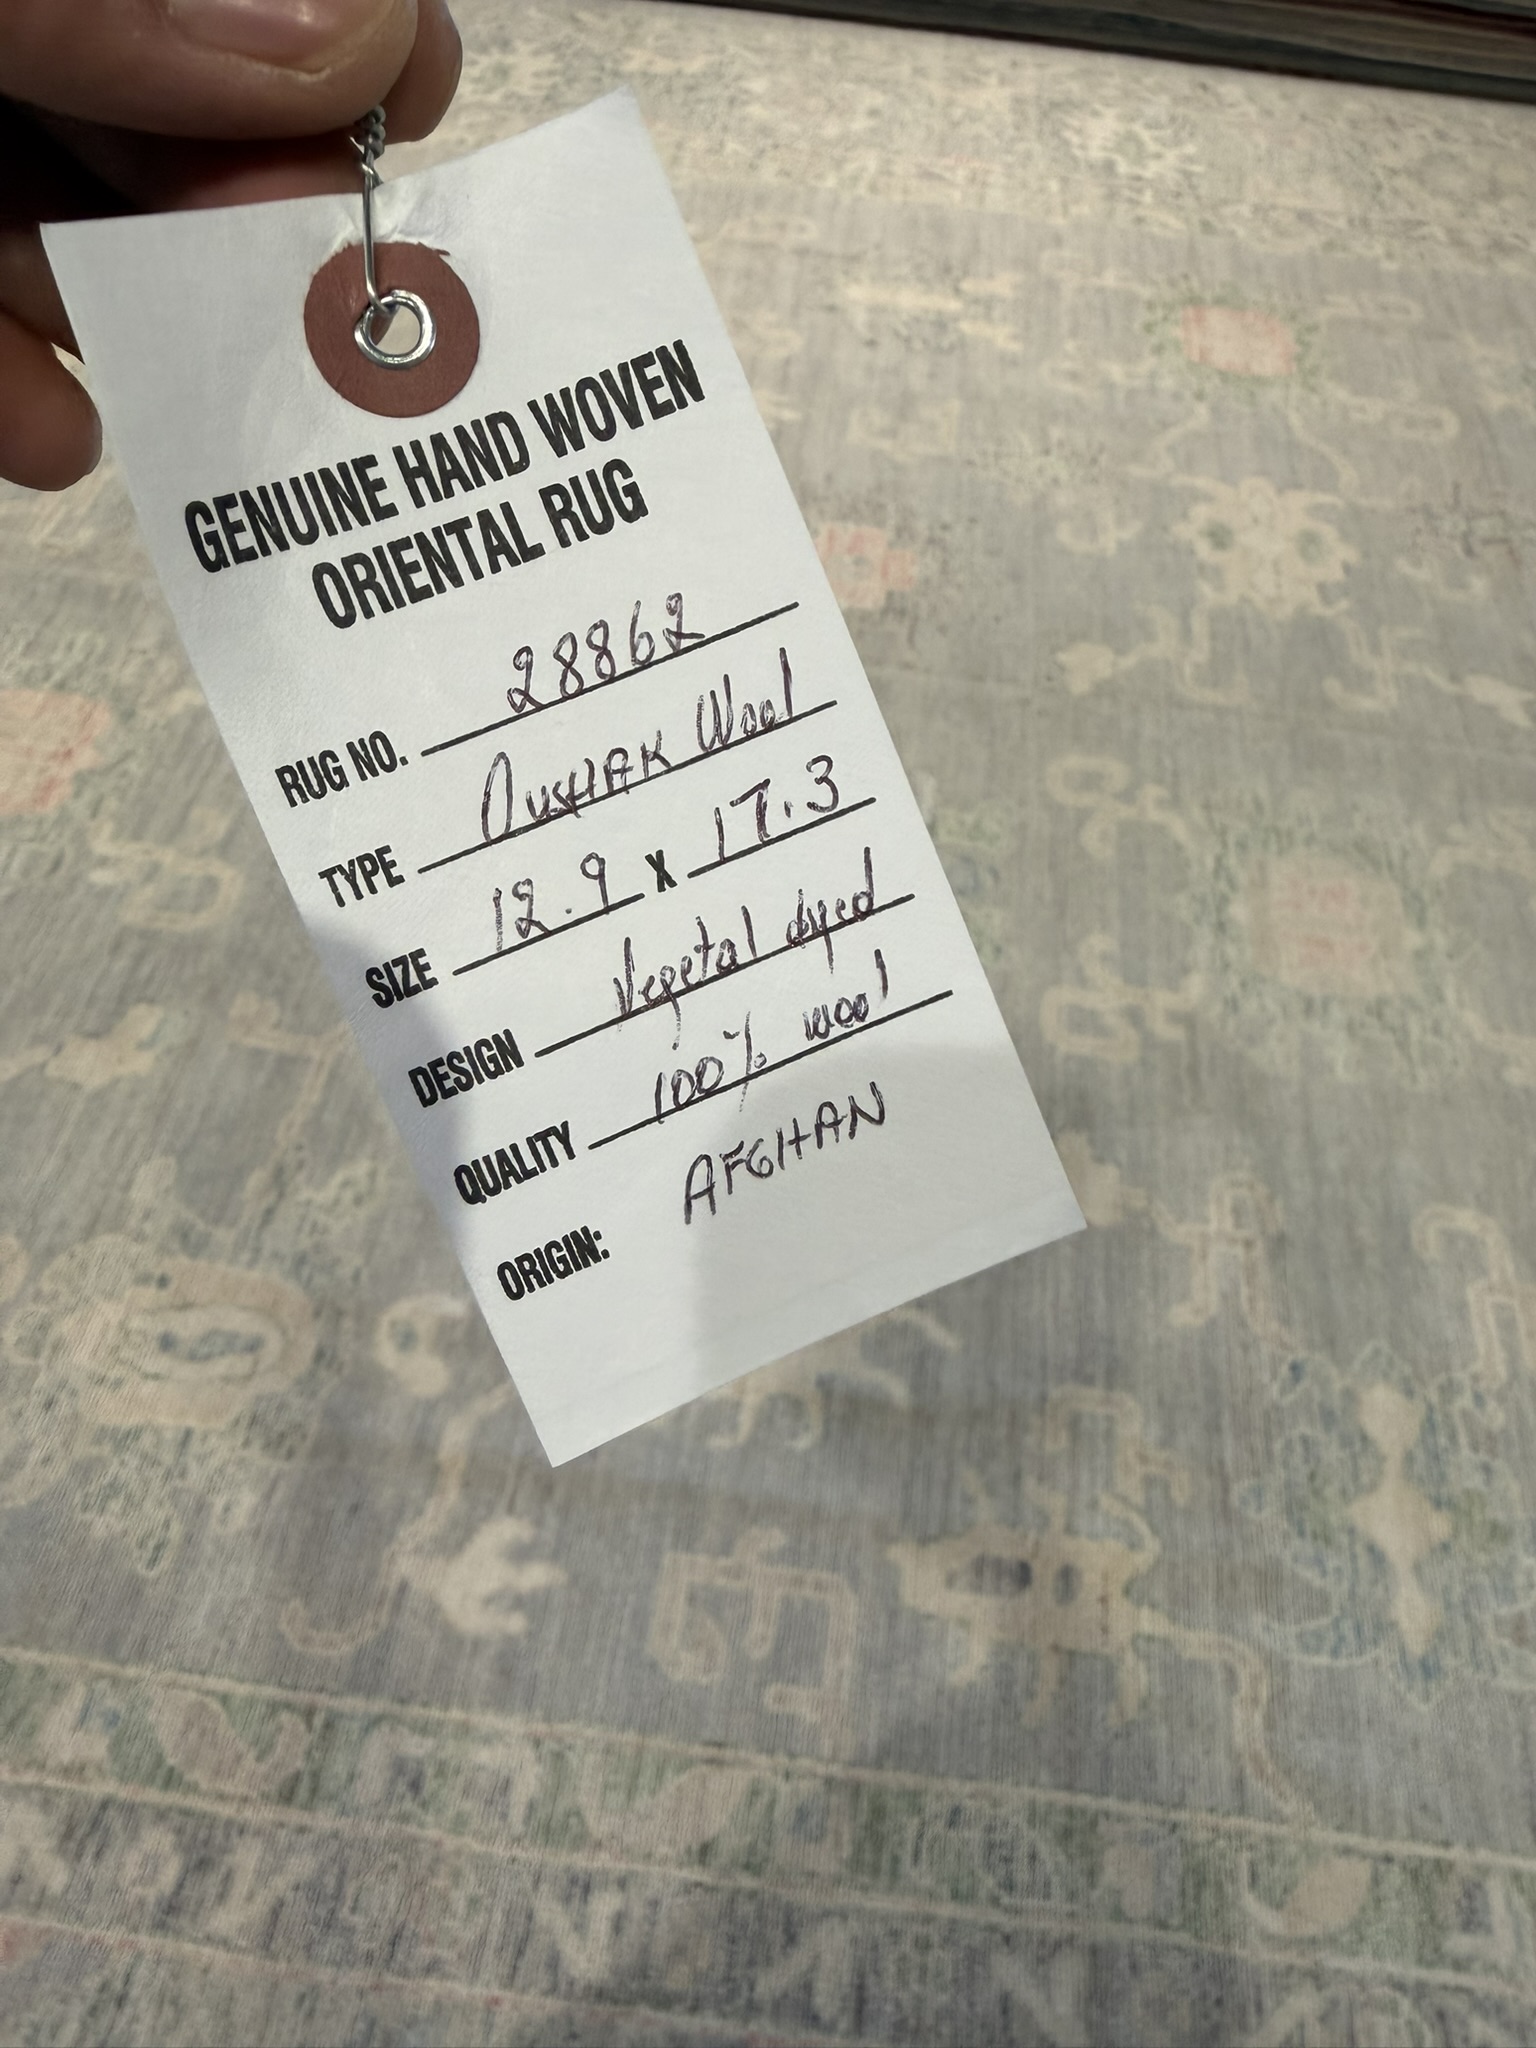 GENUINE HAND WOVEN
ORIENTAL RUG
RUG NO. 28862
TYPE OUSHAK Wool
SIZE 12.9 X 17.3
DESIGN Vegetal dyed
QUALITY 100% wool
ORIGIN: AFGHAN